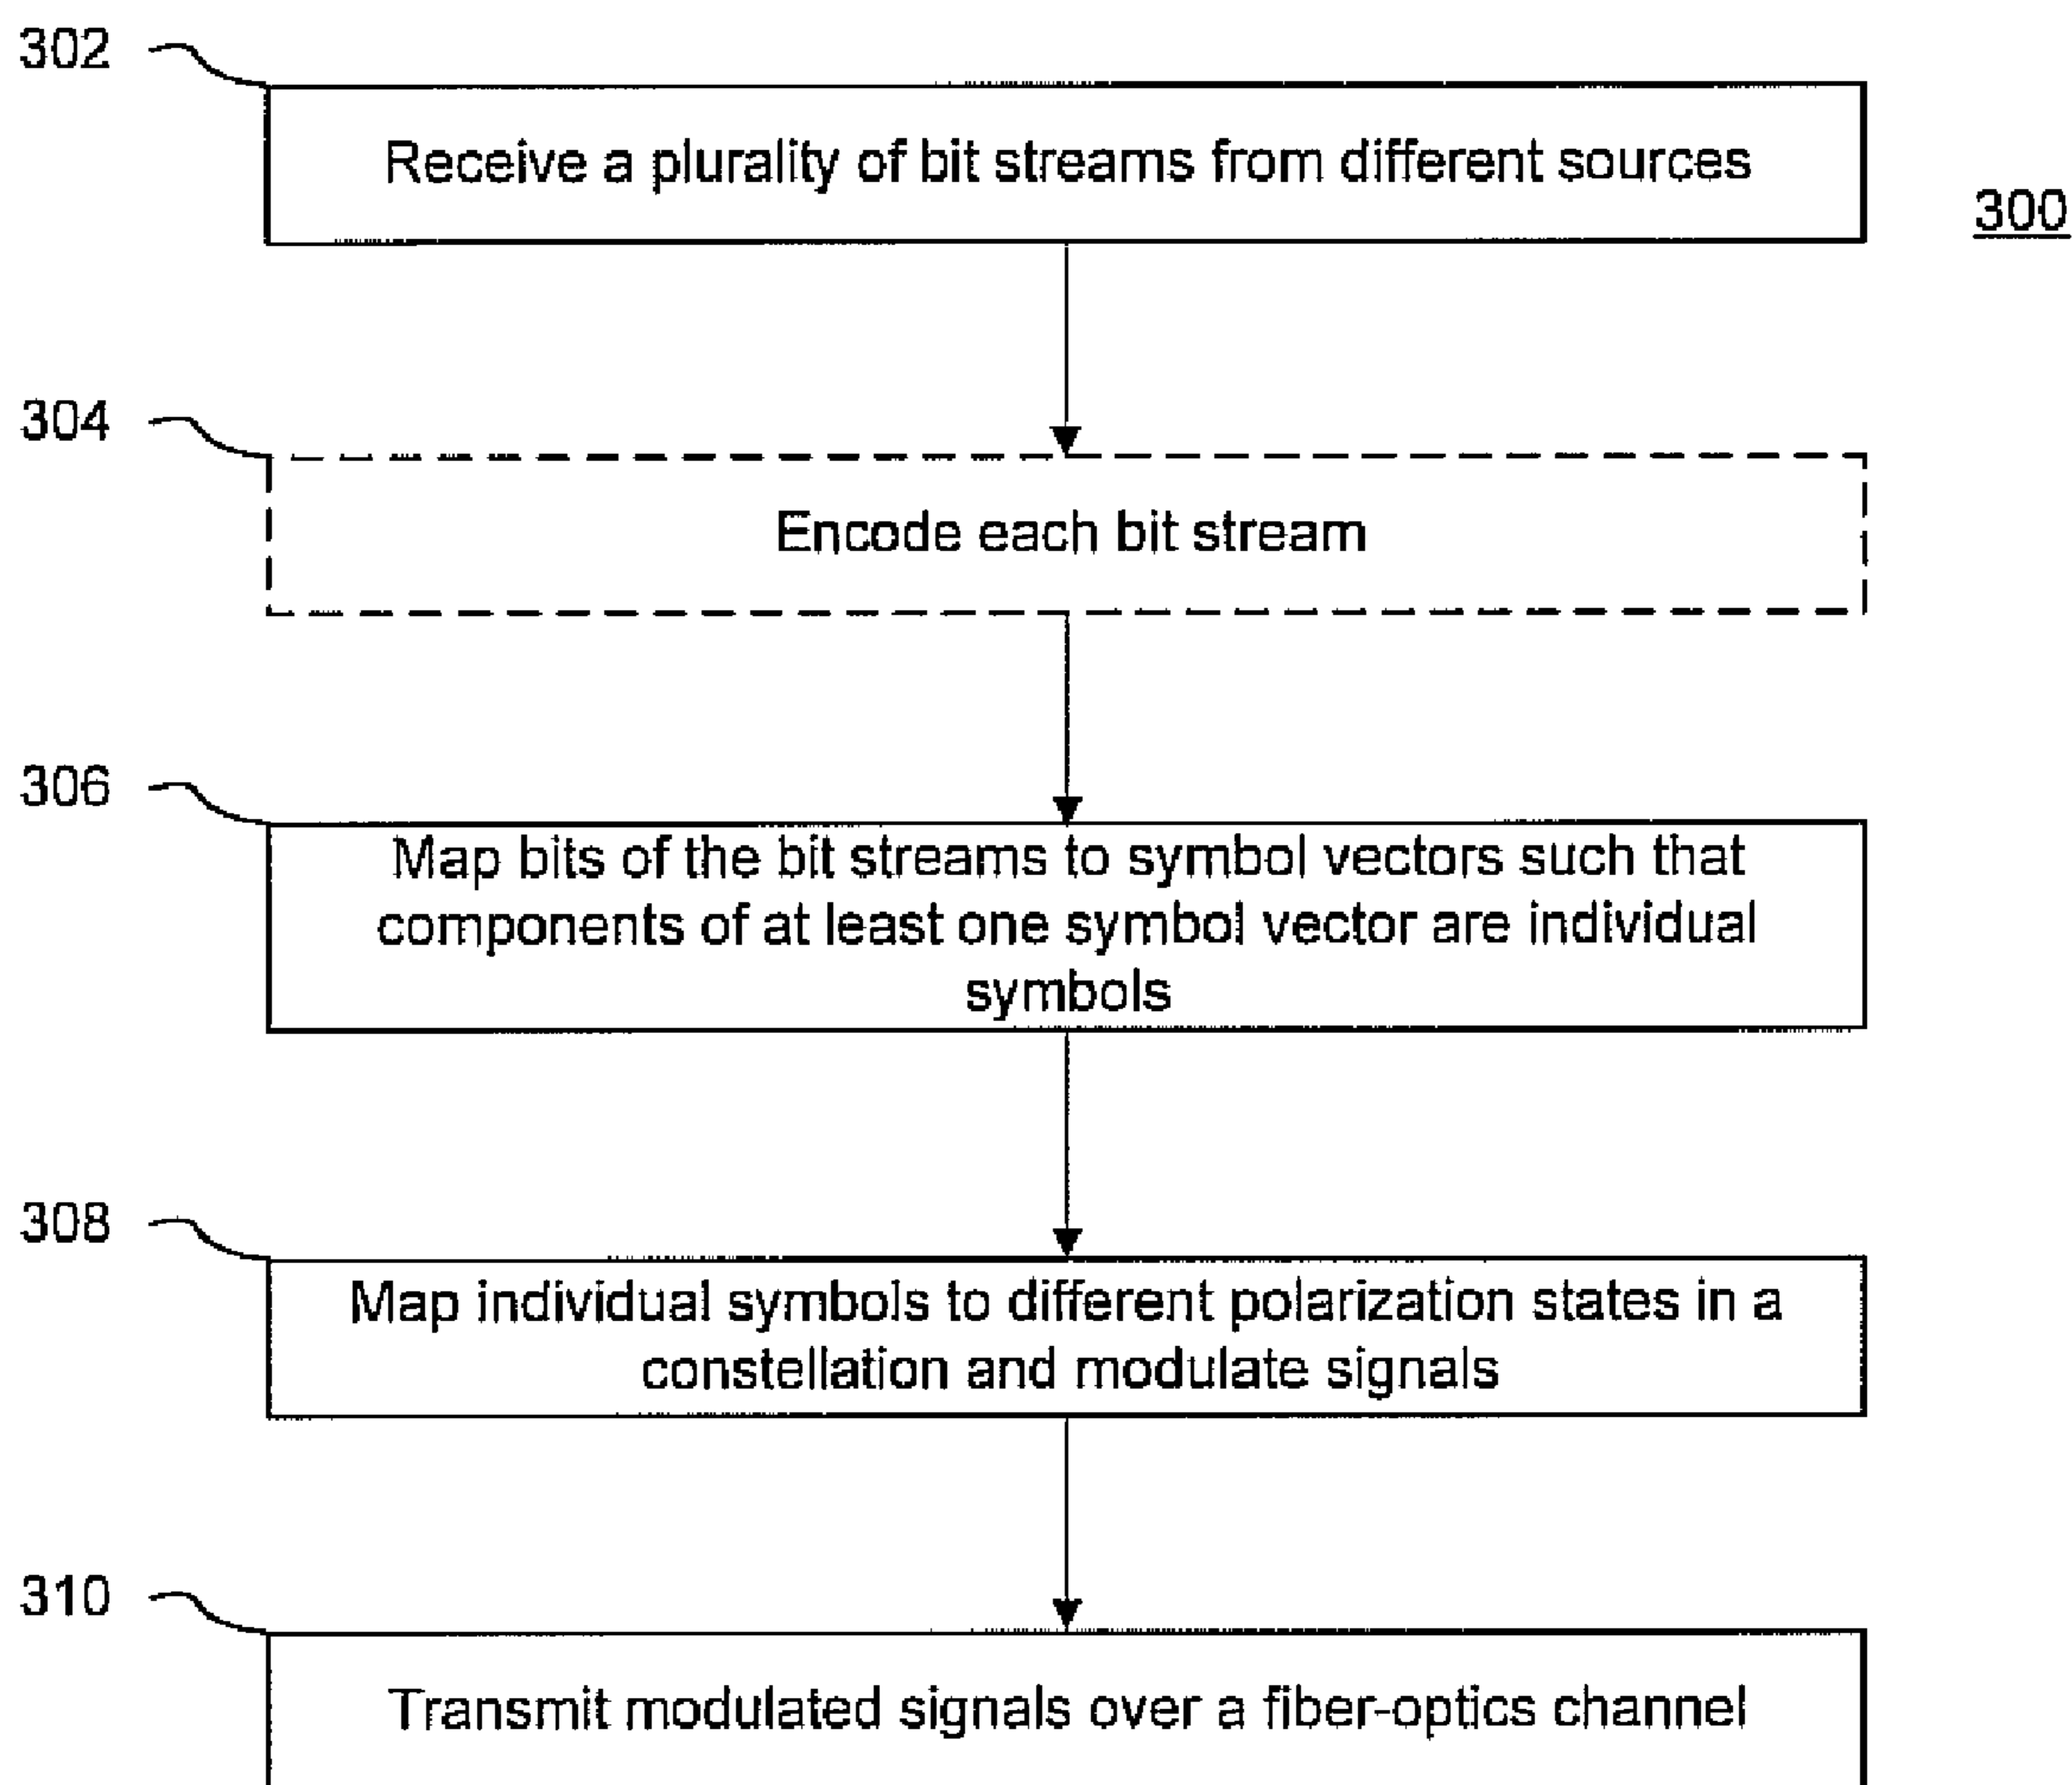 302
Receive a plurality of bit streams from different sources
300
304
Encode each bit stream
306
Map bits of the bit streams to symbol vectors such that
components of at least one symbol vector are individual
symbols
308
Map individual symbols to different polarization states in a
constellation and modulate signals
310
Transmit modulated signals over a fiber-optics channel